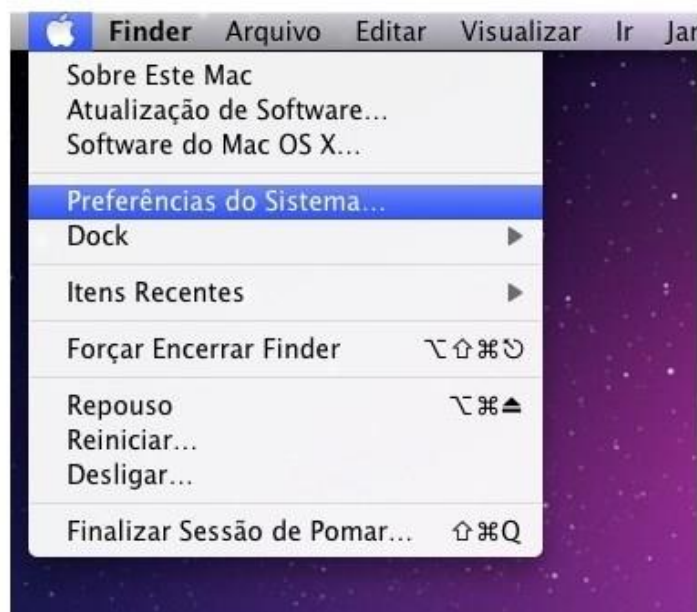 Finder Arquivo Editar Visualizar Ir Jar
Sobre Este Mac
Atualização de Software...
Software do Mac OS X...
Preferências do Sistema...
Dock ▶
Itens Recentes ▶
Forçar Encerrar Finder ⌥⇧⌘⎋
Repouso ⌥⌘⏏
Reiniciar...
Desligar...
Finalizar Sessão de Pomar... ⇧⌘Q